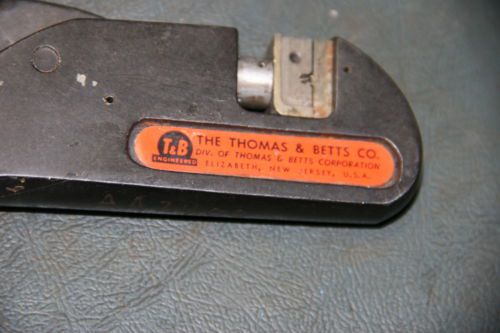 T&B
ENGINEERED
THE THOMAS & BETTS CO.
DIV. OF THOMAS & BETTS CORPORATION
ELIZABETH, NEW JERSEY, U.S.A.